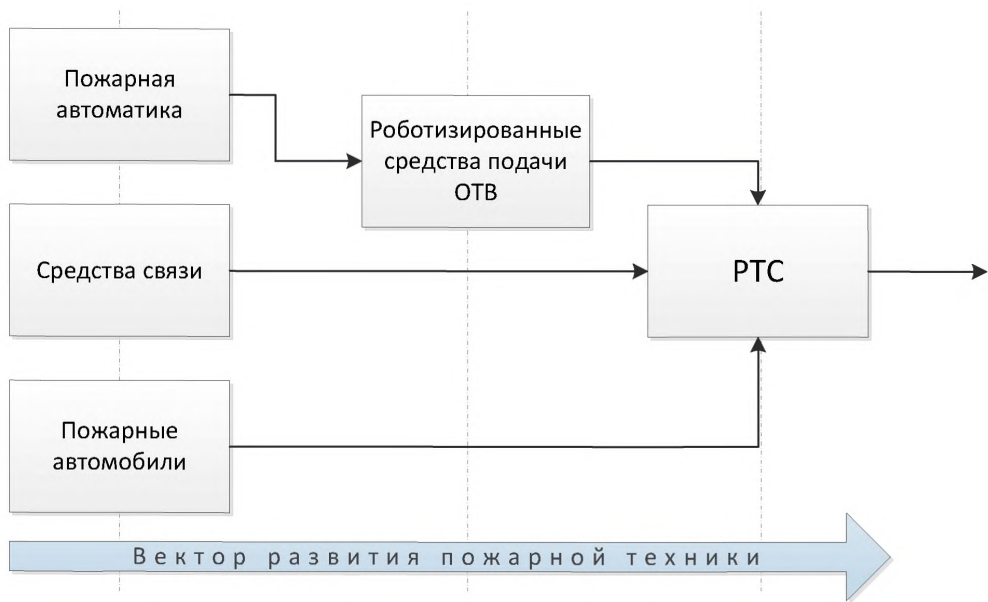 Пожарная
автоматика
Роботизированные
средства подачи
ОТВ
Средства связи
РТС
Пожарные
автомобили
Вектор развития пожарной техники